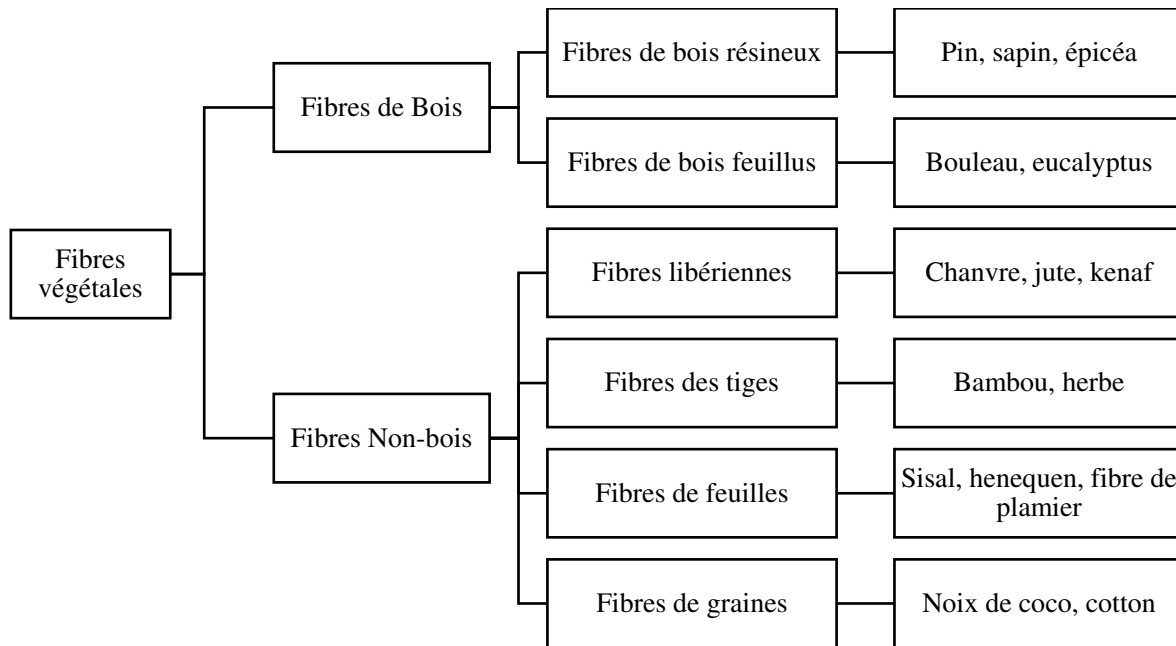 Fibres de bois résineux
Pin, sapin, épicéa
Fibres de Bois
Fibres de bois feuillus
Bouleau, eucalyptus
Fibres
végétales
Fibres libériennes
Chanvre, jute, kenaf
Fibres des tiges
Bambou, herbe
Fibres Non-bois
Fibres de feuilles
Sisal, henequen, fibre de
plamier
Fibres de graines
Noix de coco, cotton